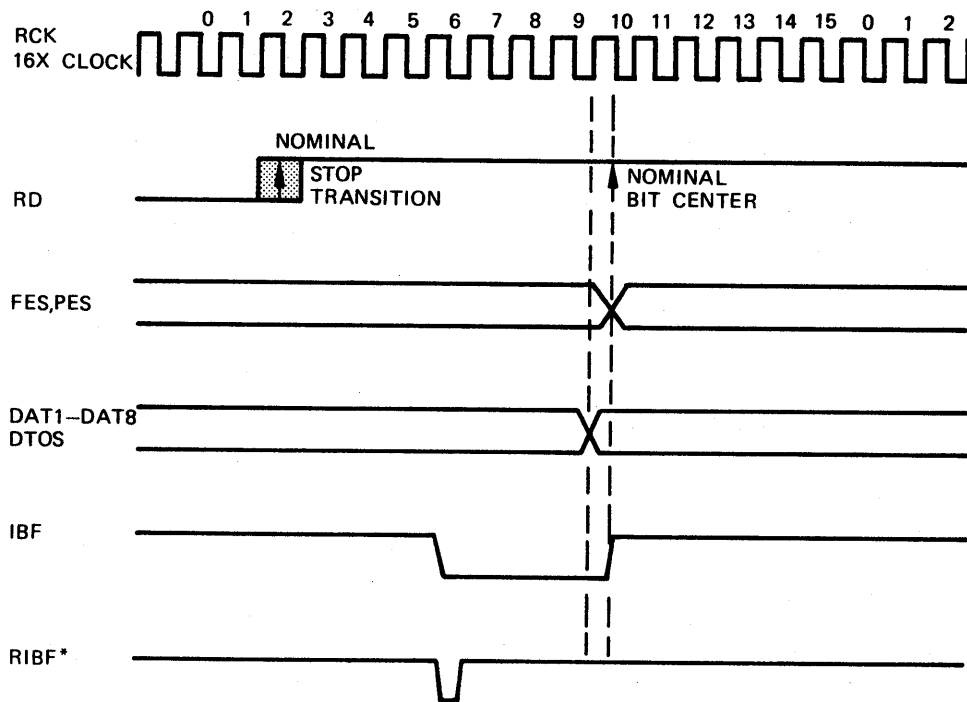 0 1 2 3 4 5 6 7 8 9 10 11 12 13 14 15 0 1 2
RCK
16X CLOCK
NOMINAL
STOP
TRANSITION
RD
NOMINAL
BIT CENTER
FES,PES
DAT1–DAT8
DTOS
IBF
RIBF*